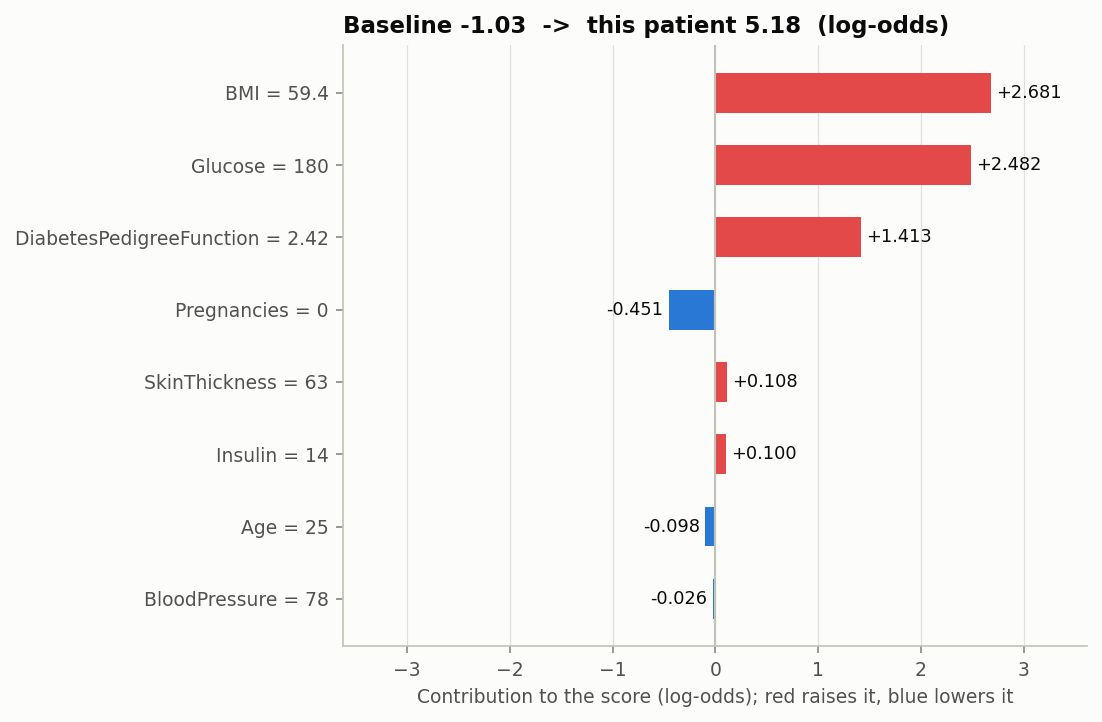 Baseline -1.03  ->  this patient 5.18  (log-odds)
BMI = 59.4 +2.681
Glucose = 180 +2.482
DiabetesPedigreeFunction = 2.42 +1.413
Pregnancies = 0 -0.451
SkinThickness = 63 +0.108
Insulin = 14 +0.100
Age = 25 -0.098
BloodPressure = 78 -0.026
−3 −2 −1 0 1 2 3
Contribution to the score (log-odds); red raises it, blue lowers it